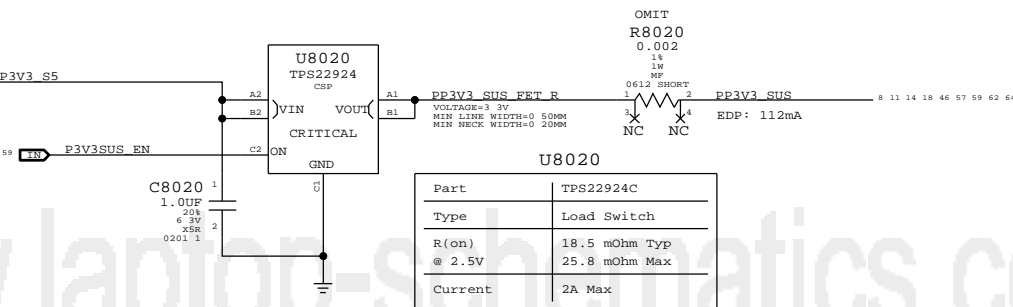 OMIT
R8020
0.002
1%
1W
MF
0612 SHORT
U8020
TPS22924
CSP
P3V3_S5
A2
VIN
VOUT
A1
PP3V3_SUS_FET_R
1
2
PP3V3_SUS
8 11 14 18 46 57 59 62 64
B2
B1
VOLTAGE=3 3V
MIN LINE WIDTH=0 50MM
MIN NECK WIDTH=0 20MM
3
4
NC
NC
EDP: 112mA
CRITICAL
59
IN
P3V3SUS_EN
C2
ON
GND
C1
C8020
1
1.0UF
20%
6 3V
X5R
0201 1
2
U8020
Part
TPS22924C
Type
Load Switch
R(on)
@ 2.5V
18.5 mOhm Typ
25.8 mOhm Max
Current
2A Max
laptop-schematics.c